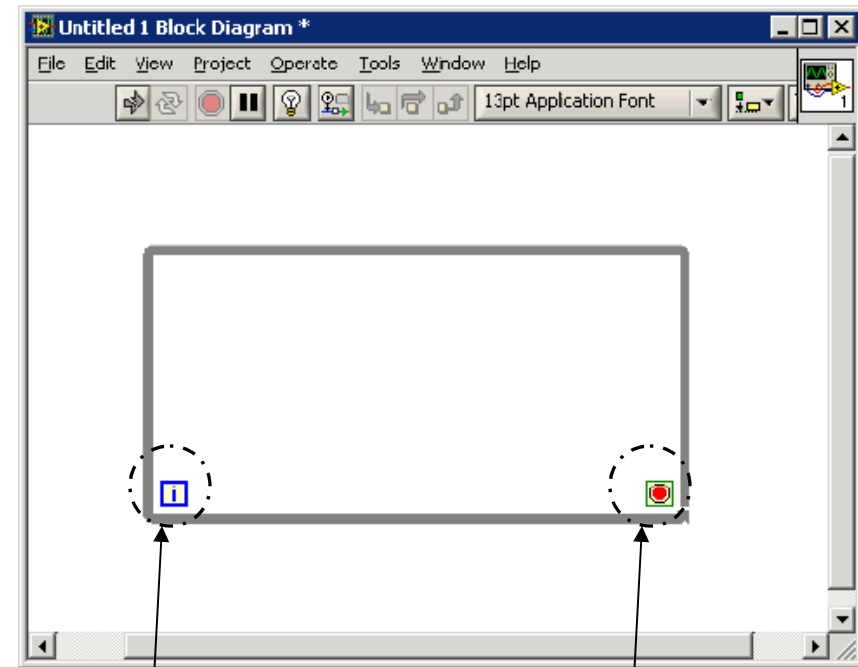 Untitled 1 Block Diagram *
File Edit View Project Operate Tools Window Help
13pt Application Font
1
i